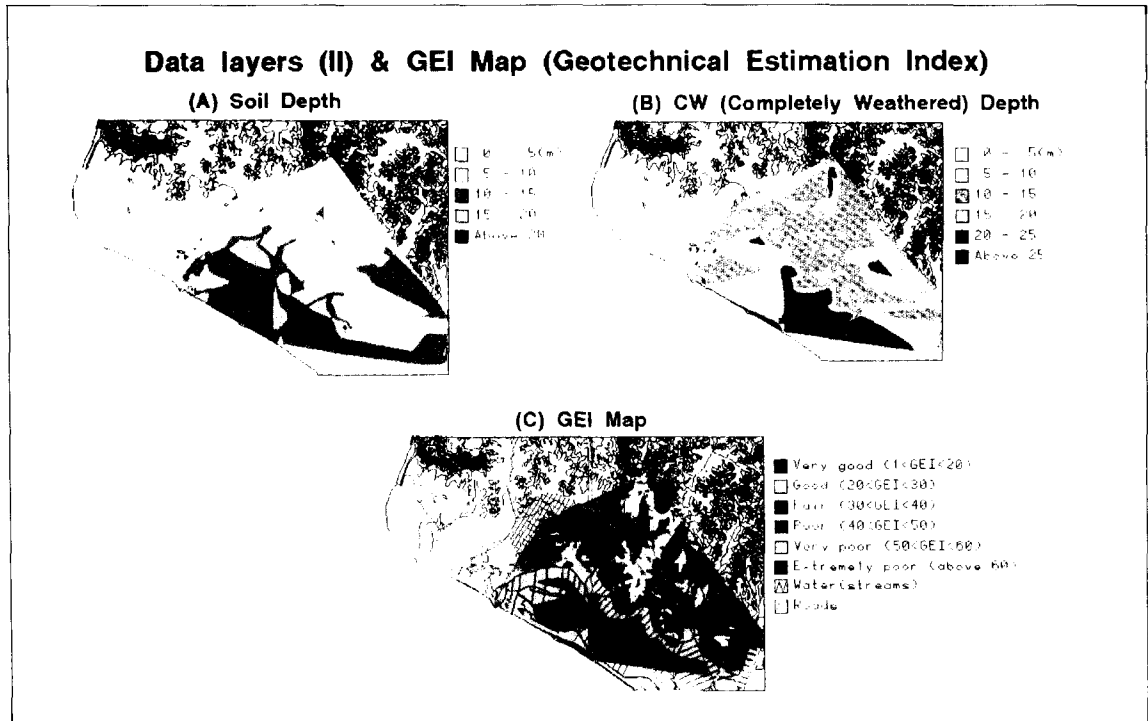 Data layers (II) & GEI Map (Geotechnical Estimation Index)
(A) Soil Depth
0 - 5(m)
5 - 10
10 - 15
15 - 20
Above 20
(B) CW (Completely Weathered) Depth
0 - 5(m)
5 - 10
10 - 15
15 - 20
20 - 25
Above 25
(C) GEI Map
Very good (1<GEI<20)
Good (20<GEI<30)
Fair (30<GEI<40)
Poor (40<GEI<50)
Very poor (50<GEI<60)
Extremely poor (above 60)
Water(streams)
Roads